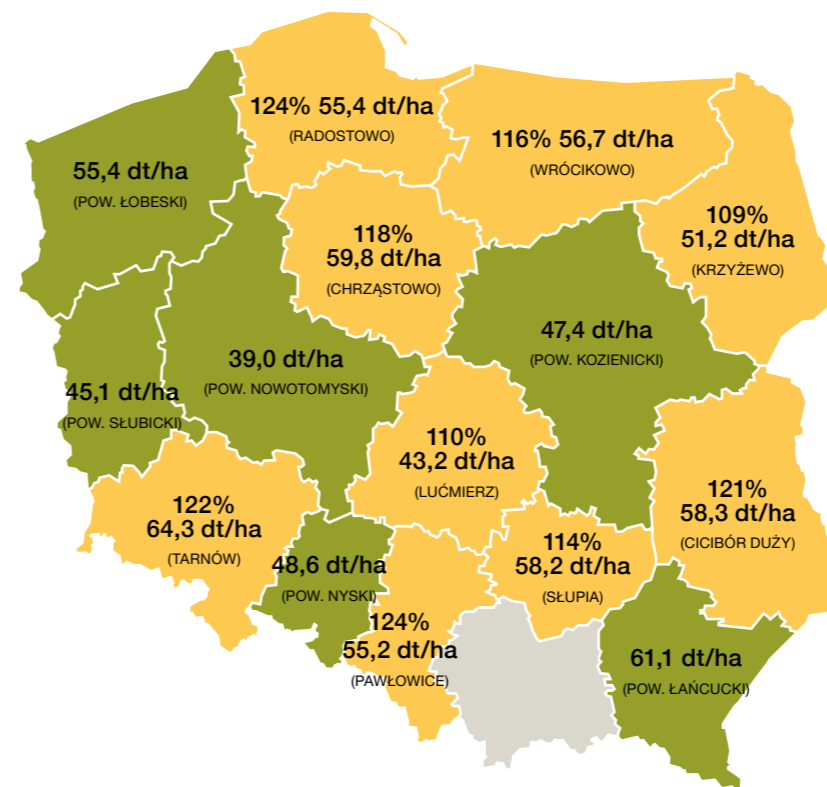 124% 55,4 dt/ha
(RADOSTOWO)
116% 56,7 dt/ha
(WRÓCIKOWO)
55,4 dt/ha
(POW. ŁOBESKI)
118%
59,8 dt/ha
(CHRZĄSTOWO)
109%
51,2 dt/ha
(KRZYŻEWO)
47,4 dt/ha
(POW. KOZIENICKI)
39,0 dt/ha
(POW. NOWOTOMYSKI)
45,1 dt/ha
(POW. SŁUBICKI)
110%
43,2 dt/ha
(LUĆMIERZ)
121%
58,3 dt/ha
(CICIBÓR DUŻY)
122%
64,3 dt/ha
(TARNÓW)
114%
58,2 dt/ha
(SŁUPIA)
48,6 dt/ha
(POW. NYSKI)
124%
55,2 dt/ha
(PAWŁOWICE)
61,1 dt/ha
(POW. ŁAŃCUCKI)